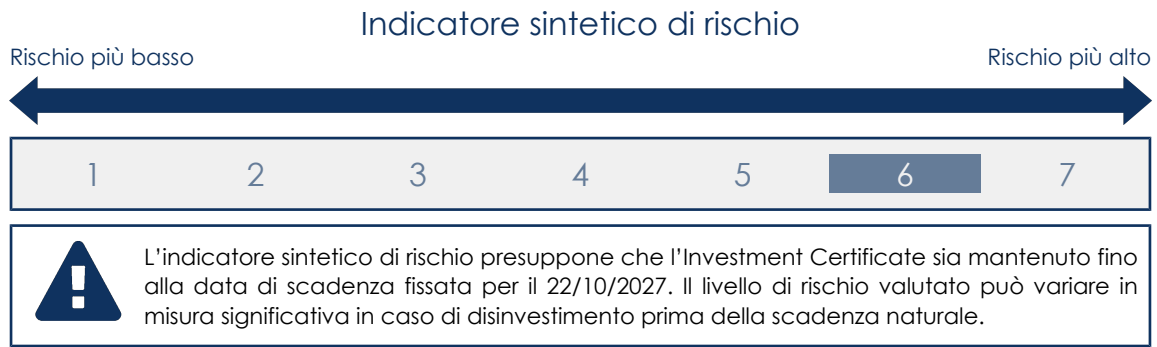 Indicatore sintetico di rischio
Rischio più basso
Rischio più alto
1 2 3 4 5 6 7
L'indicatore sintetico di rischio presuppone che l'Investment Certificate sia mantenuto fino
alla data di scadenza fissata per il 22/10/2027. Il livello di rischio valutato può variare in
misura significativa in caso di disinvestimento prima della scadenza naturale.